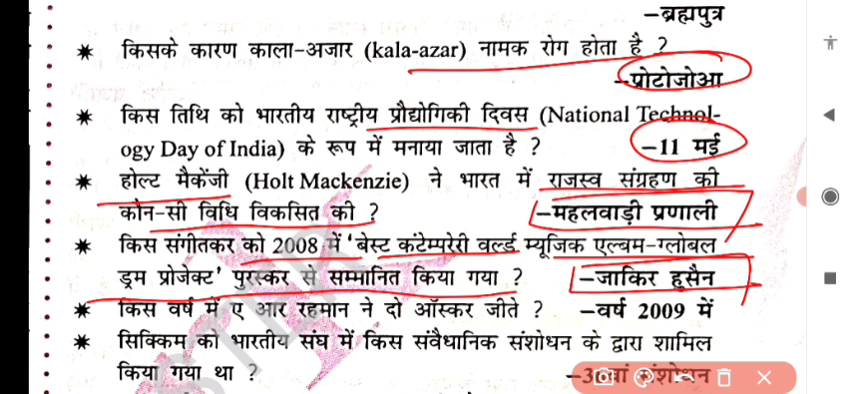 –ब्रह्मपुत्र
* किसके कारण काला-अजार (kala-azar) नामक रोग होता है ?
–प्रोटोजोआ
* किस तिथि को भारतीय राष्ट्रीय प्रौद्योगिकी दिवस (National Technol-
ogy Day of India) के रूप में मनाया जाता है ? –11 मई
* होल्ट मैकेंजी (Holt Mackenzie) ने भारत में राजस्व संग्रहण की
कौन-सी विधि विकसित की ? –महलवाड़ी प्रणाली
* किस संगीतकर को 2008 में 'बेस्ट कंटेम्परेरी वर्ल्ड म्यूजिक एल्बम-ग्लोबल
ड्रम प्रोजेक्ट' पुरस्कर से सम्मानित किया गया ? –जाकिर हुसैन
* किस वर्ष में ए आर रहमान ने दो ऑस्कर जीते ? –वर्ष 2009 में
* सिक्किम को भारतीय संघ में किस संवैधानिक संशोधन के द्वारा शामिल
किया गया था ? संशोधन